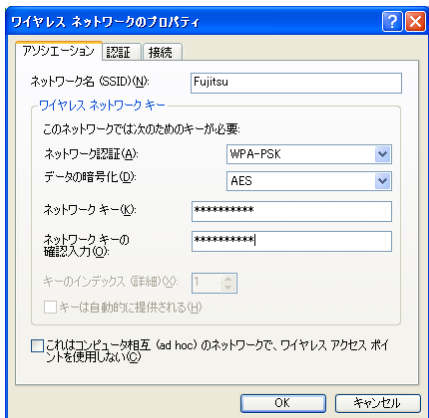 ワイヤレス ネットワークのプロパティ
アソシエーション 認証 接続
ネットワーク名 (SSID)(N): Fujitsu
ワイヤレス ネットワーク キー
このネットワークでは次のためのキーが必要:
ネットワーク認証(A): WPA-PSK
データの暗号化(D): AES
ネットワーク キー(K): **********
ネットワーク キーの
確認入力(O): **********
キーのインデックス (詳細)(X): 1
キーは自動的に提供される(H)
これはコンピュータ相互 (ad hoc) のネットワークで、ワイヤレス アクセス ポイ
ントを使用しない(C)
OK キャンセル